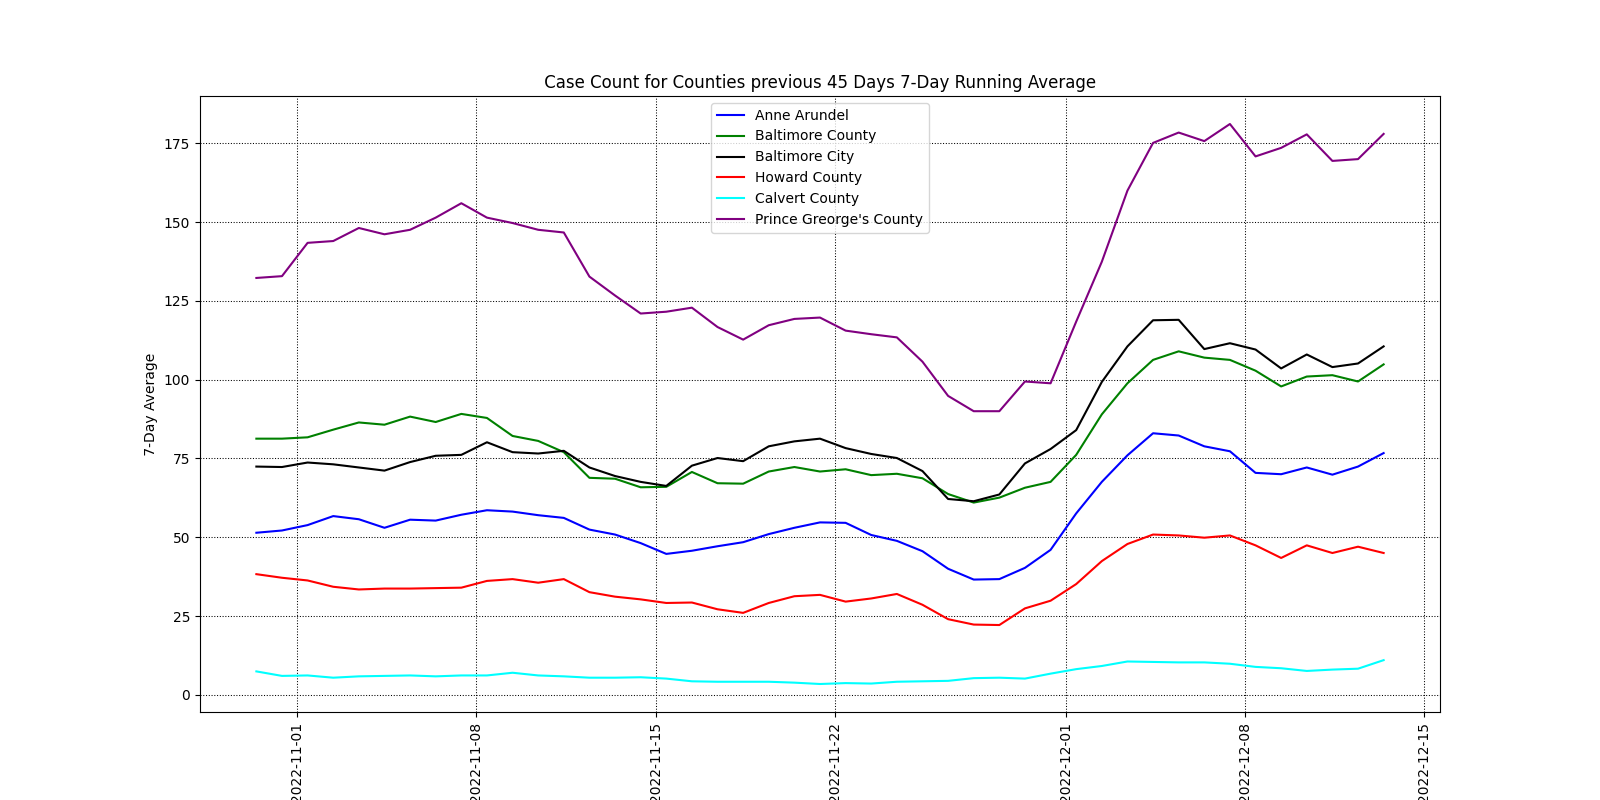 Case Count for Counties previous 45 Days 7-Day Running Average
Anne Arundel
Baltimore County
Baltimore City
Howard County
Calvert County
Prince Greorge's County
7-Day Average
175
150
125
100
75
50
25
0
2022-11-01
2022-11-08
2022-11-15
2022-11-22
2022-12-01
2022-12-08
2022-12-15